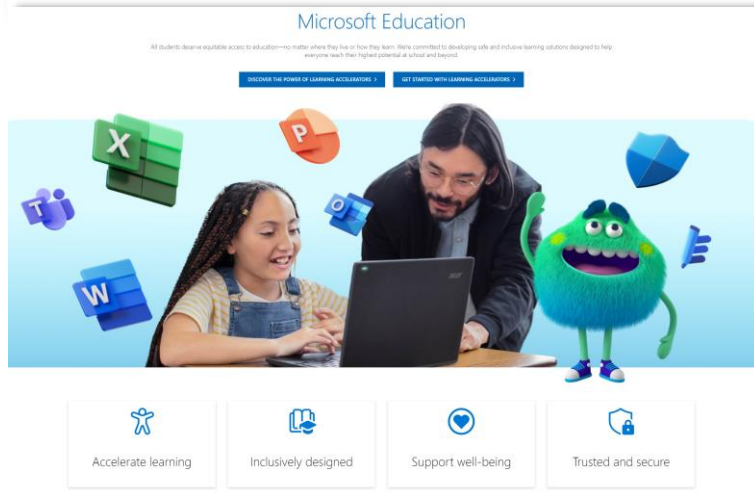 Microsoft Education
All students deserve equitable access to education—no matter where they live or how they learn. We're committed to developing safe and inclusive learning solutions designed to help
everyone reach their highest potential at school and beyond.
DISCOVER THE POWER OF LEARNING ACCELERATORS >
GET STARTED WITH LEARNING ACCELERATORS >
X
P
T
O
W
acer
Accelerate learning
Inclusively designed
Support well-being
Trusted and secure